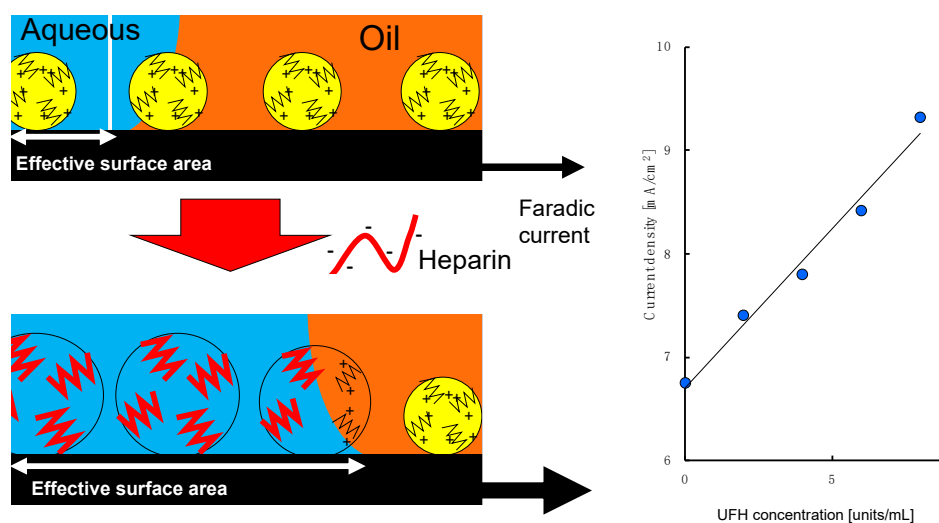 Aqueous
Oil
Effective surface area
Faradic
current
Heparin
Effective surface area
Current density [mA/cm²]
10
9
8
7
6
0
5
UFH concentration [units/mL]